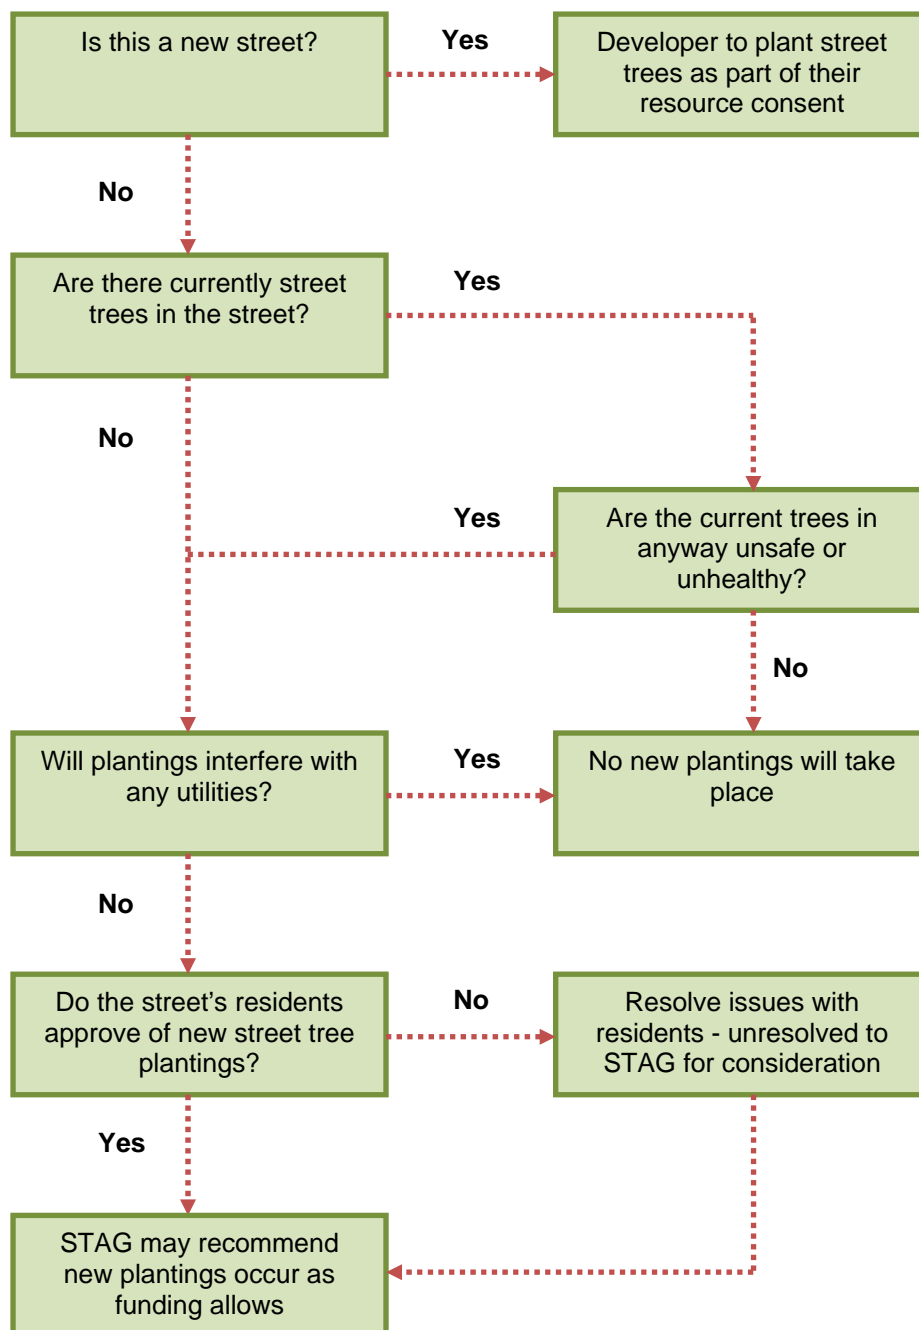 Is this a new street?
Yes
Developer to plant street
trees as part of their
resource consent
No
Are there currently street
trees in the street?
Yes
No
Yes
Are the current trees in
anyway unsafe or
unhealthy?
No
Will plantings interfere with
any utilities?
Yes
No new plantings will take
place
No
Do the street’s residents
approve of new street tree
plantings?
No
Resolve issues with
residents - unresolved to
STAG for consideration
Yes
STAG may recommend
new plantings occur as
funding allows